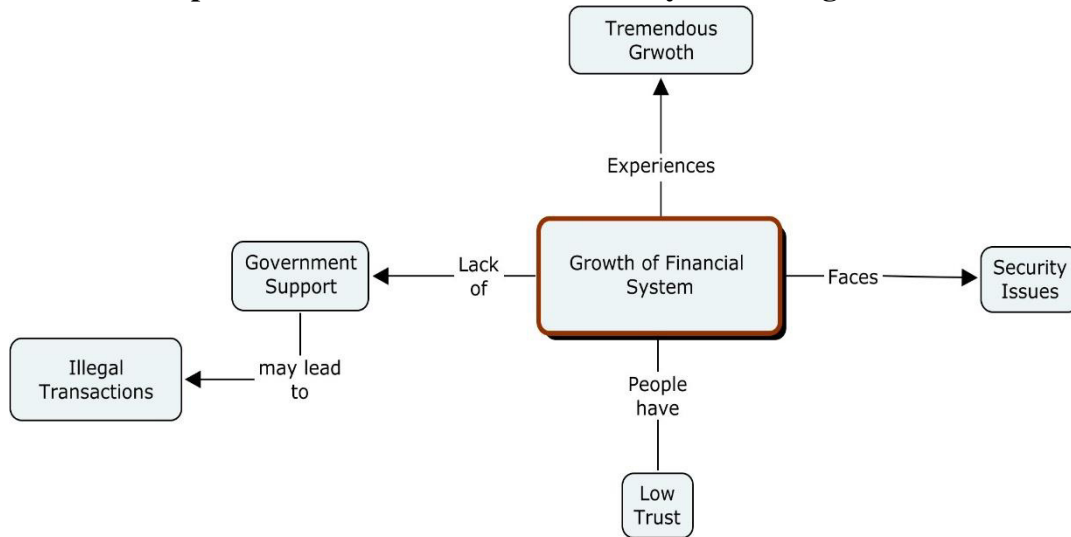 Tremendous
Grwoth
Experiences
Growth of Financial
System
Lack
of
Government
Support
may lead
to
Illegal
Transactions
Faces
Security
Issues
People
have
Low
Trust